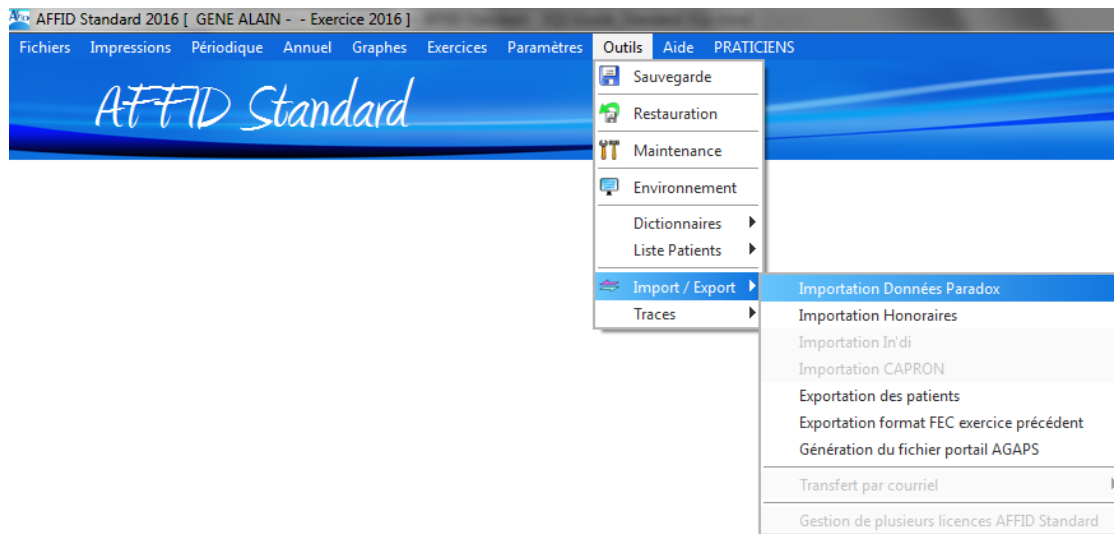 AFFID Standard 2016 [ GENE ALAIN - - Exercice 2016 ]
Fichiers Impressions Périodique Annuel Graphes Exercices Paramètres Outils Aide PRATICIENS
AFFID Standard
Sauvegarde
Restauration
Maintenance
Environnement
Dictionnaires
Liste Patients
Import / Export
Traces
Importation Données Paradox
Importation Honoraires
Importation In'di
Importation CAPRON
Exportation des patients
Exportation format FEC exercice précédent
Génération du fichier portail AGAPS
Transfert par courriel
Gestion de plusieurs licences AFFID Standard